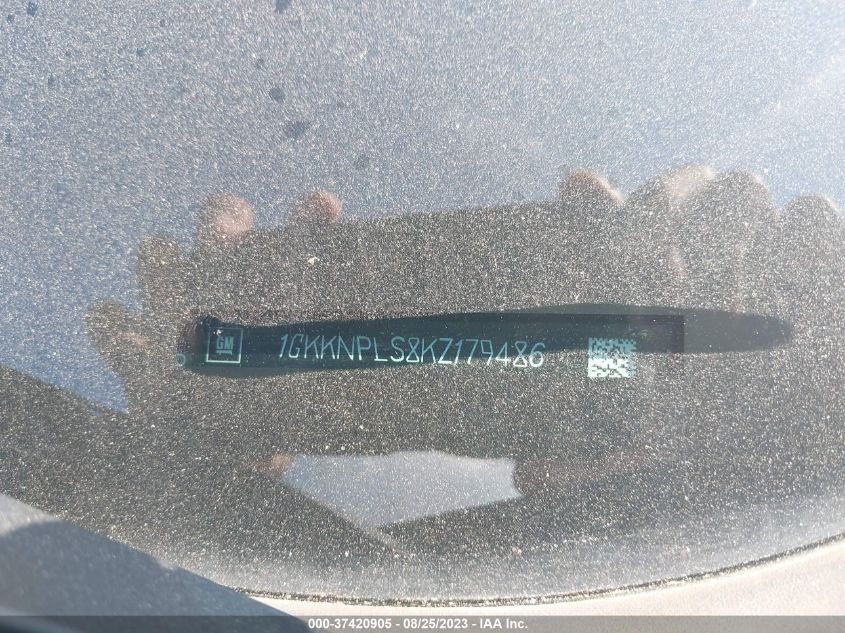 GM 1GKKNPLS8KZ179486
000-37420905 - 08/25/2023 - IAA Inc.